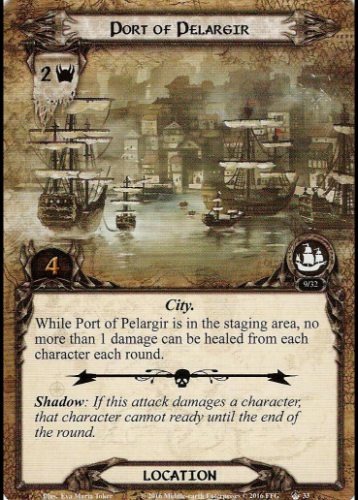 Port of Pelargir
2
4
9/32
City.
While Port of Pelargir is in the staging area, no
more than 1 damage can be healed from each
character each round.
Shadow: If this attack damages a character,
that character cannot ready until the end of
the round.
LOCATION
Illus. Eva Maria Toker © 2016 Middle-earth Enterprises © 2016 FFG 35